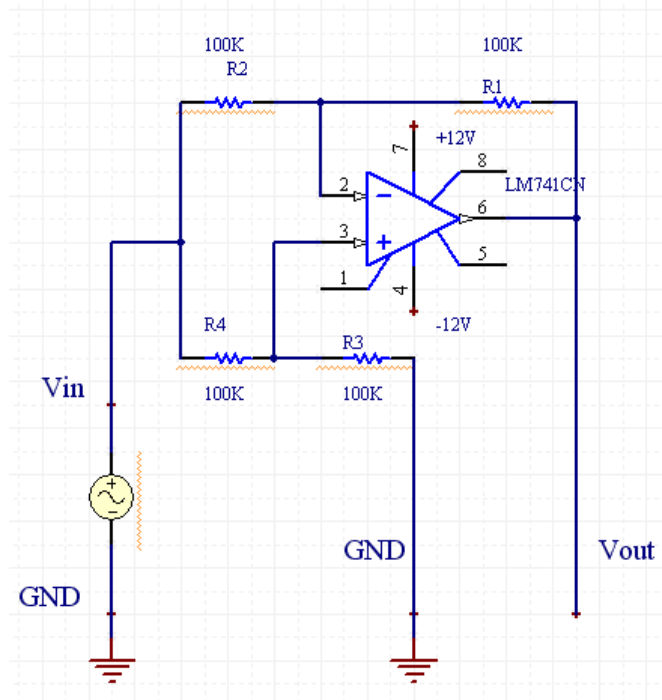 100K
100K
R2
R1
+12V
7
8
LM741CN
2
6
3
5
1
4
-12V
R4
R3
100K
100K
Vin
GND
Vout
GND